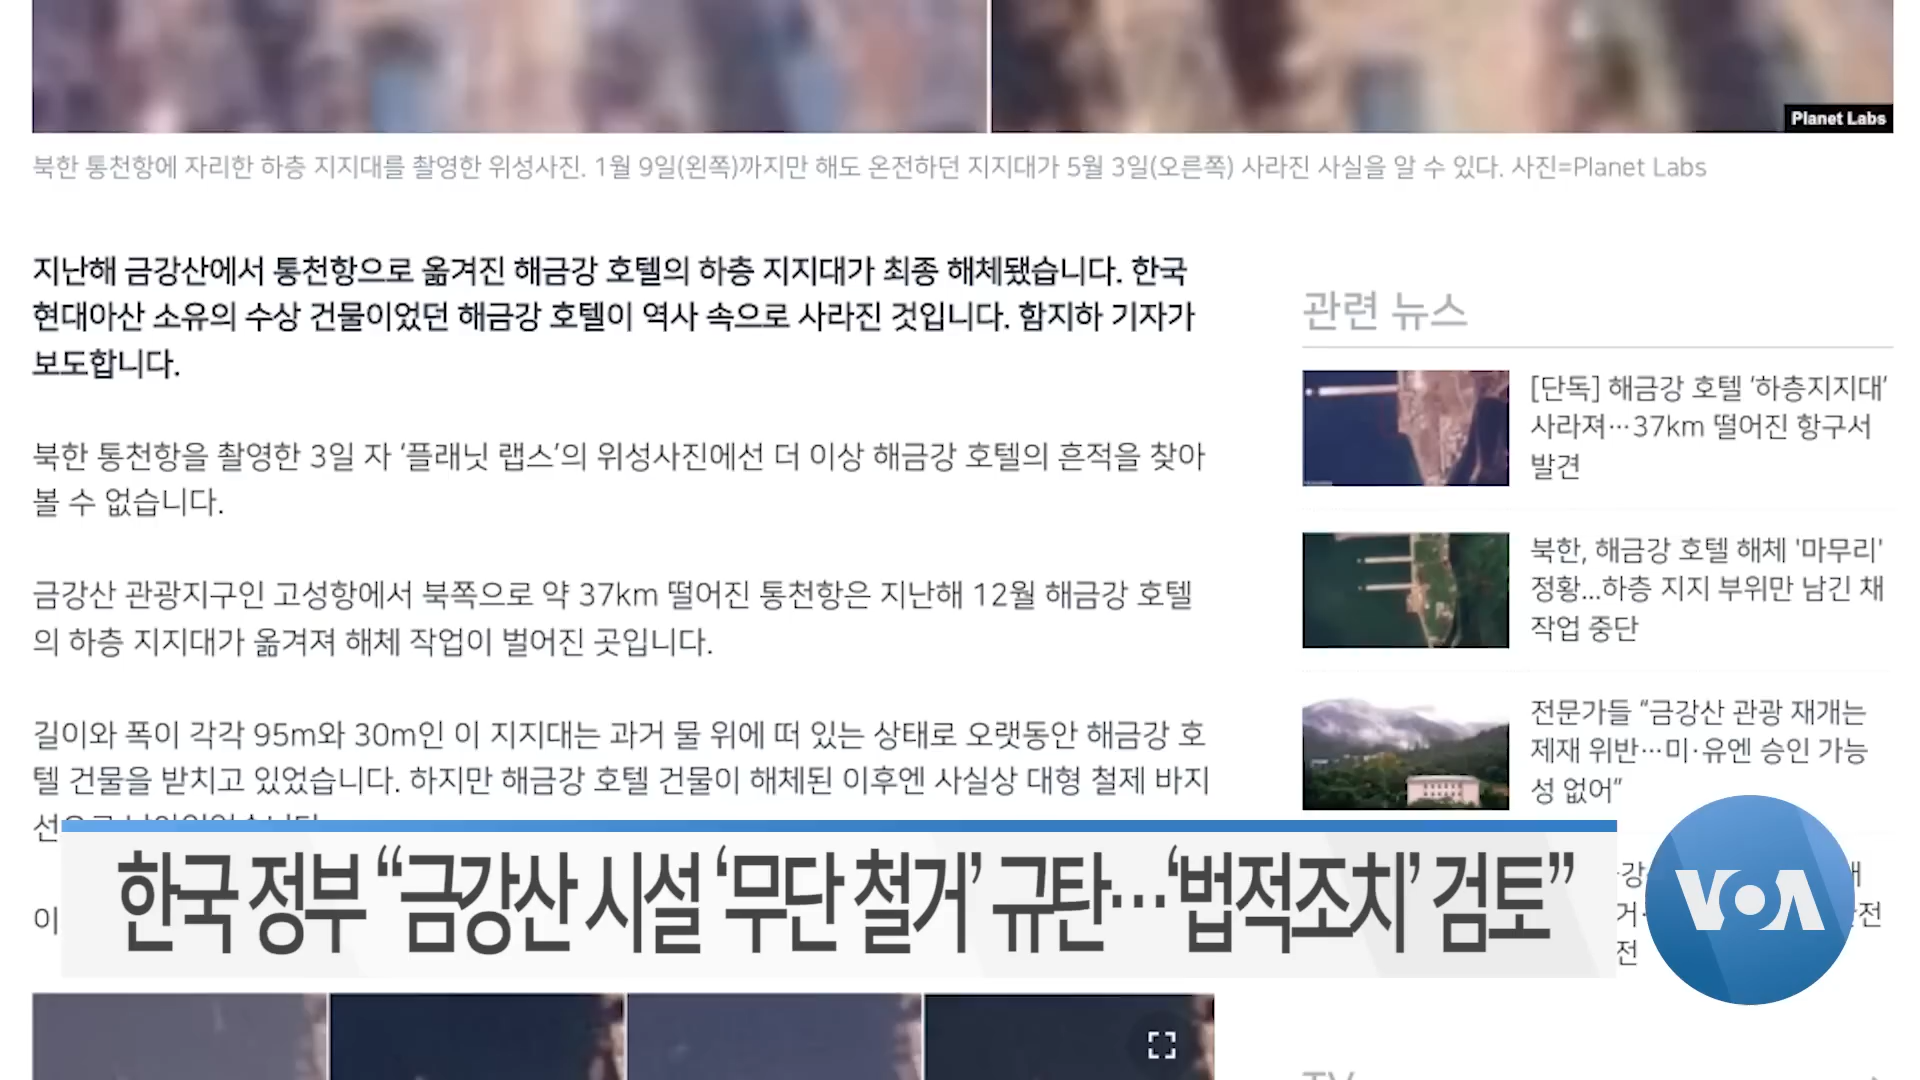 Planet Labs
북한 통천항에 자리한 하층 지지대를 촬영한 위성사진. 1월 9일(왼쪽)까지만 해도 온전하던 지지대가 5월 3일(오른쪽) 사라진 사실을 알 수 있다. 사진=Planet Labs
지난해 금강산에서 통천항으로 옮겨진 해금강 호텔의 하층 지지대가 최종 해체됐습니다. 한국
현대아산 소유의 수상 건물이었던 해금강 호텔이 역사 속으로 사라진 것입니다. 함지하 기자가
보도합니다.
북한 통천항을 촬영한 3일 자 ‘플래닛 랩스’의 위성사진에선 더 이상 해금강 호텔의 흔적을 찾아
볼 수 없습니다.
금강산 관광지구인 고성항에서 북쪽으로 약 37km 떨어진 통천항은 지난해 12월 해금강 호텔
의 하층 지지대가 옮겨져 해체 작업이 벌어진 곳입니다.
길이와 폭이 각각 95m와 30m인 이 지지대는 과거 물 위에 떠 있는 상태로 오랫동안 해금강 호
텔 건물을 받치고 있었습니다. 하지만 해금강 호텔 건물이 해체된 이후엔 사실상 대형 철제 바지
이
관련 뉴스
[단독] 해금강 호텔 ‘하층지지대’
사라져…37km 떨어진 항구서
발견
북한, 해금강 호텔 해체 '마무리'
정황...하층 지지 부위만 남긴 채
작업 중단
전문가들 “금강산 관광 재개는
제재 위반…미·유엔 승인 가능
성 없어”
전
한국 정부 “금강산 시설 ‘무단 철거’ 규탄…‘법적조치’ 검토”
VOA